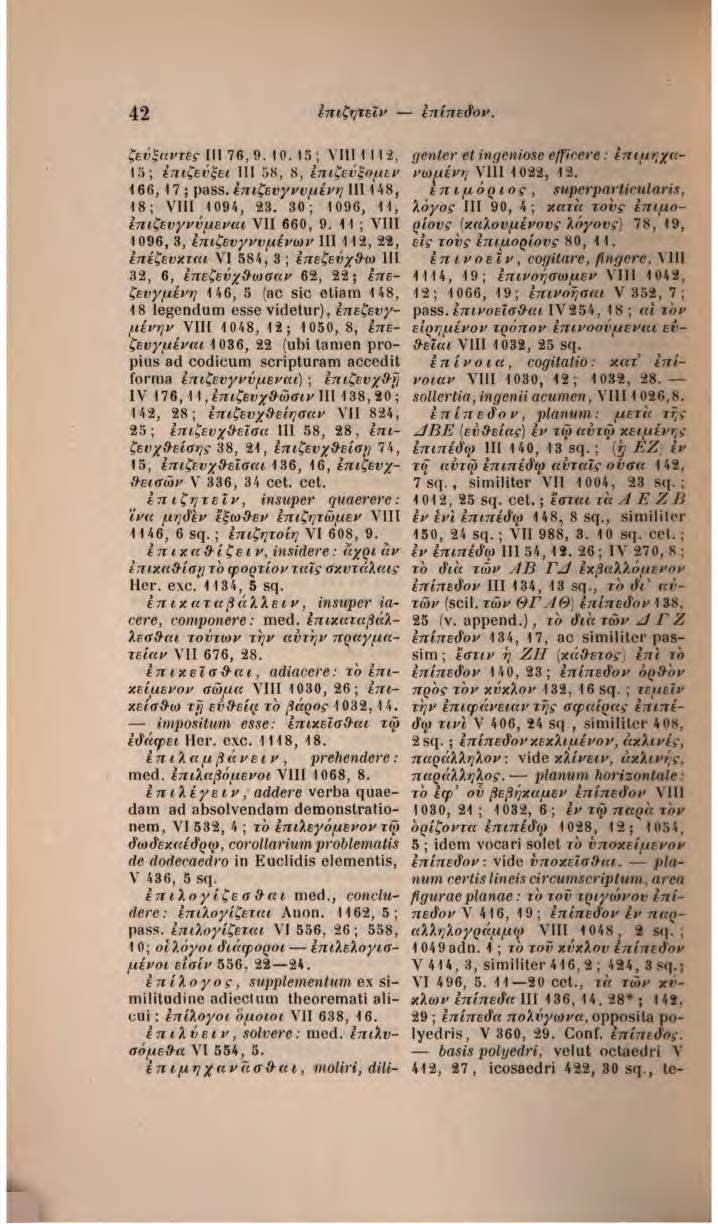 42
ἐπιζητεῖν — ἐπίπεδον.
ζεύξαντες III 76, 9. 10. 15; VIII 1112,
15; ἐπιζεύξει III 58, 8, ἐπιζεύξομεν
166, 17; pass. ἐπιζευγνυμένη III 148,
18; VIII 1094, 23. 30; 1096, 11,
ἐπιζευγνύμεναι VII 660, 9. 11; VIII
1096, 3, ἐπιζευγνυμένων III 112, 22,
ἐπέζευκται VI 584, 3; ἐπεζεύχθω III
32, 6, ἐπεζεύχθωσαν 62, 22; ἐπε-
ζευγμένη 146, 5 (ac sic etiam 148,
18 legendum esse videtur), ἐπεζευγ-
μένην VIII 1048, 12; 1050, 8, ἐπε-
ζευγμέναι 1036, 22 (ubi tamen pro-
pius ad codicum scripturam accedit
forma ἐπιζευγνύμεναι); ἐπιζευχθῇ
IV 176, 11, ἐπιζευχθῶσιν III 138, 20;
142, 28; ἐπιζευχθείησαν VII 824,
25; ἐπιζευχθεῖσα III 58, 28, ἐπι-
ζευχθείσης 38, 21, ἐπιζευχθείσῃ 74,
15, ἐπιζευχθεῖσαι 136, 16, ἐπιζευχ-
θεισῶν V 336, 34 cet. cet.
ἐπιζητεῖν, insuper quaerere:
ἵνα μηδὲν ἔξωθεν ἐπιζητῶμεν VIII
1146, 6 sq.; ἐπιζητοίη VI 608, 9.
ἐπικαθίζειν, insidere: ἄχρι ἂν
ἐπικαθίσῃ τὸ φορτίον ταῖς σκυτάλαις
Her. exc. 1134, 5 sq.
ἐπικαταβάλλειν, insuper ia-
cere, componere: med. ἐπικαταβάλ-
λεσθαι τούτων τὴν αὐτὴν πραγμα-
τείαν VII 676, 28.
ἐπικεῖσθαι, adiacere: τὸ ἐπι-
κείμενον σῶμα VIII 1030, 26; ἐπι-
κείσθω τῇ εὐθείᾳ τὸ βάρος 1032, 14.
— impositum esse: ἐπικεῖσθαι τῷ
ἐδάφει Her. exc. 1118, 18.
ἐπιλαμβάνειν, prehendere:
med. ἐπιλαβόμενοι VIII 1068, 8.
ἐπιλέγειν, addere verba quae-
dam ad absolvendam demonstratio-
nem, VI 532, 4; τὸ ἐπιλεγόμενον τῷ
δωδεκαέδρῳ, corollarium problematis
de dodecaedro in Euclidis elementis,
V 436, 5 sq.
ἐπιλογίζεσθαι med., conclu-
dere: ἐπιλογίζεται Anon. 1162, 5;
pass. ἐπιλογίζεται VI 556, 26; 558,
10; οἱ λόγοι διάφοροι — ἐπιλελογισ-
μένοι εἰσίν 556, 22—24.
ἐπίλογος, supplementum ex si-
militudine adiectum theoremati ali-
cui: ἐπίλογοι ὅμοιοι VII 638, 16.
ἐπιλύειν, solvere: med. ἐπιλυ-
σόμεθα VI 554, 5.
ἐπιμηχανᾶσθαι, moliri, dili-
genter et ingeniose efficere: ἐπιμηχα-
νωμένη VIII 1022, 12.
ἐπιμόριος, superparticularis,
λόγος III 90, 4; κατὰ τοὺς ἐπιμο-
ρίους (καλουμένους λόγους) 78, 19,
εἰς τοὺς ἐπιμορίους 80, 11.
ἐπινοεῖν, cogitare, fingere, VIII
1114, 19; ἐπινοήσωμεν VIII 1042,
12; 1066, 19; ἐπινοῆσαι V 352, 7;
pass. ἐπινοεῖσθαι IV 254, 18; αἱ τὸν
εἰρημένον τρόπον ἐπινοούμεναι εὐ-
θεῖαι VIII 1032, 25 sq.
ἐπίνοια, cogitatio: κατ᾽ ἐπί-
νοιαν VIII 1030, 12; 1032, 28. —
sollertia, ingenii acumen, VIII 1026, 8.
ἐπίπεδον, planum: μετὰ τῆς
ΔΒΕ (εὐθείας) ἐν τῷ αὐτῷ κειμένης
ἐπιπέδῳ III 140, 13 sq.; (ἡ ΕΖ) ἐν
τῷ αὐτῷ ἐπιπέδῳ αὐταῖς οὖσα 142,
7 sq., similiter VII 1004, 23 sq.;
1012, 25 sq. cet.; ἔσται τὰ Δ Ε Ζ Β
ἐν ἑνὶ ἐπιπέδῳ 148, 8 sq., similiter
150, 24 sq.; VII 988, 3. 10 sq. cet.;
ἐν ἐπιπέδῳ III 54, 12. 26; IV 270, 8;
τὸ διὰ τῶν ΑΒ ΓΔ ἐκβαλλόμενον
ἐπίπεδον III 134, 13 sq., τὸ δι᾽ αὐ-
τῶν (scil. τῶν ΘΓ ΛΘ) ἐπίπεδον 138,
25 (v. append.), τὸ διὰ τῶν Δ Γ Ζ
ἐπίπεδον 134, 17, ac similiter pas-
sim; ἔστιν ἡ ΖΗ (κάθετος) ἐπὶ τὸ
ἐπίπεδον 140, 23; ἐπίπεδον ὀρθὸν
πρὸς τὸν κύκλον 132, 16 sq.; τεμεῖν
τὴν ἐπιφάνειαν τῆς σφαίρας ἐπιπέ-
δῳ τινὶ V 406, 24 sq., similiter 408,
2 sq.; ἐπίπεδον κεκλιμένον, ἀκλινές,
παράλληλον: vide κλίνειν, ἀκλινής,
παράλληλος. — planum horizontale:
τὸ ἐφ᾽ οὗ βεβήκαμεν ἐπίπεδον VIII
1030, 21; 1032, 6; ἐν τῷ παρὰ τὸν
ὁρίζοντα ἐπιπέδῳ 1028, 12; 1054,
5; idem vocari solet τὸ ὑποκείμενον
ἐπίπεδον: vide ὑποκεῖσθαι. — pla-
num certis lineis circumscriptum, area
figurae planae: τὸ τοῦ τριγώνου ἐπί-
πεδον V 416, 19; ἐπίπεδον ἐν παρ-
αλληλογράμμῳ VIII 1048, 2 sq.;
1049 adn. 1; τὸ τοῦ κύκλου ἐπίπεδον
V 414, 3, similiter 416, 2; 424, 3 sq.;
VI 496, 5. 11—20 cet., τὰ τῶν κύ-
κλων ἐπίπεδα III 136, 14. 28*; 142,
29; ἐπίπεδα πολύγωνα, opposita po-
lyedris, V 360, 29. Conf. ἐπίπεδος.
— basis polyedri, velut octaedri V
412, 27, icosaedri 422, 30 sq., te-